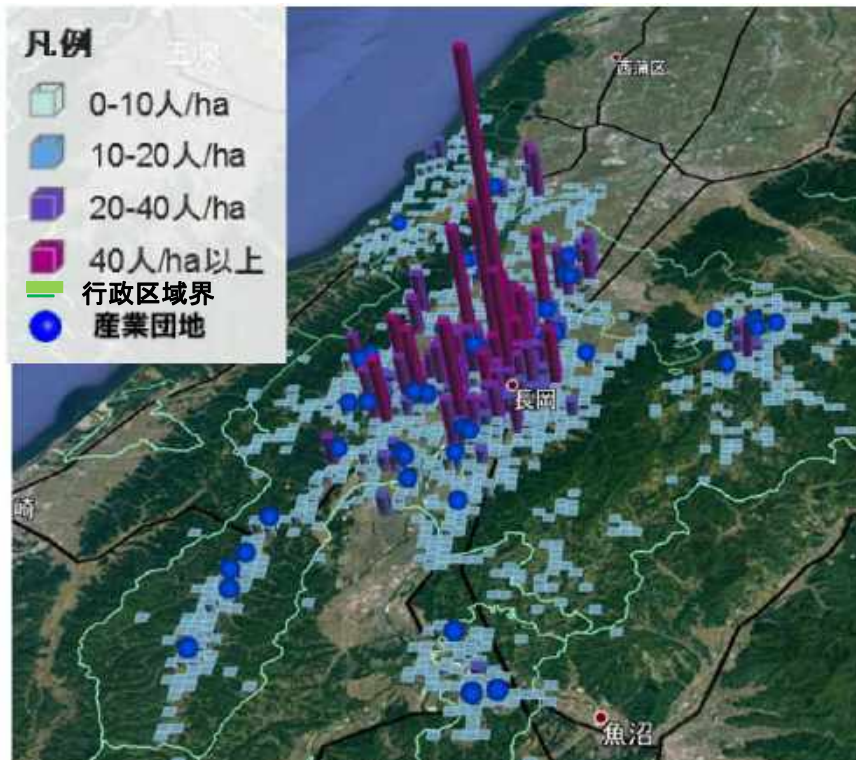 凡例
0-10人/ha
10-20人/ha
20-40人/ha
40人/ha以上
行政区域界
産業団地
西蒲区
長岡
崎
魚沼